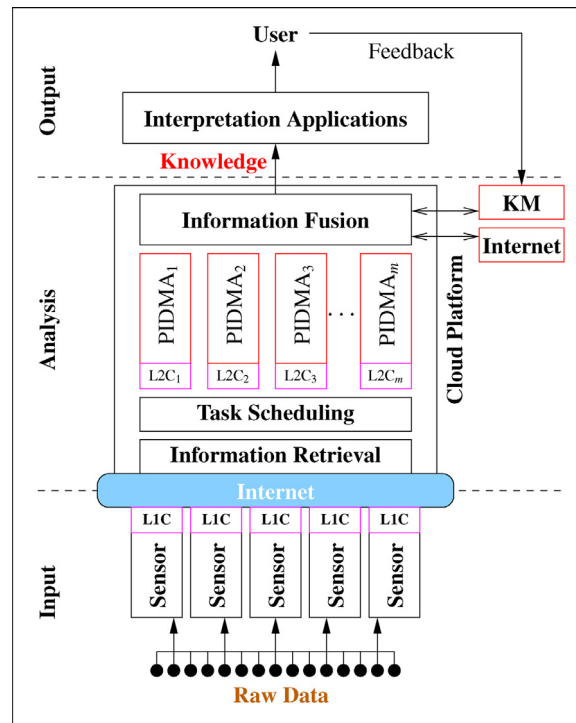 User
Feedback
Output
Interpretation Applications
Knowledge
Information Fusion
KM
Internet
Analysis
PIDMA1 PIDMA2 PIDMA3 ... PIDMAm
Cloud Platform
L2C1 L2C2 L2C3 L2Cm
Task Scheduling
Information Retrieval
Internet
L1C L1C L1C L1C L1C
Input
Sensor Sensor Sensor Sensor Sensor
Raw Data